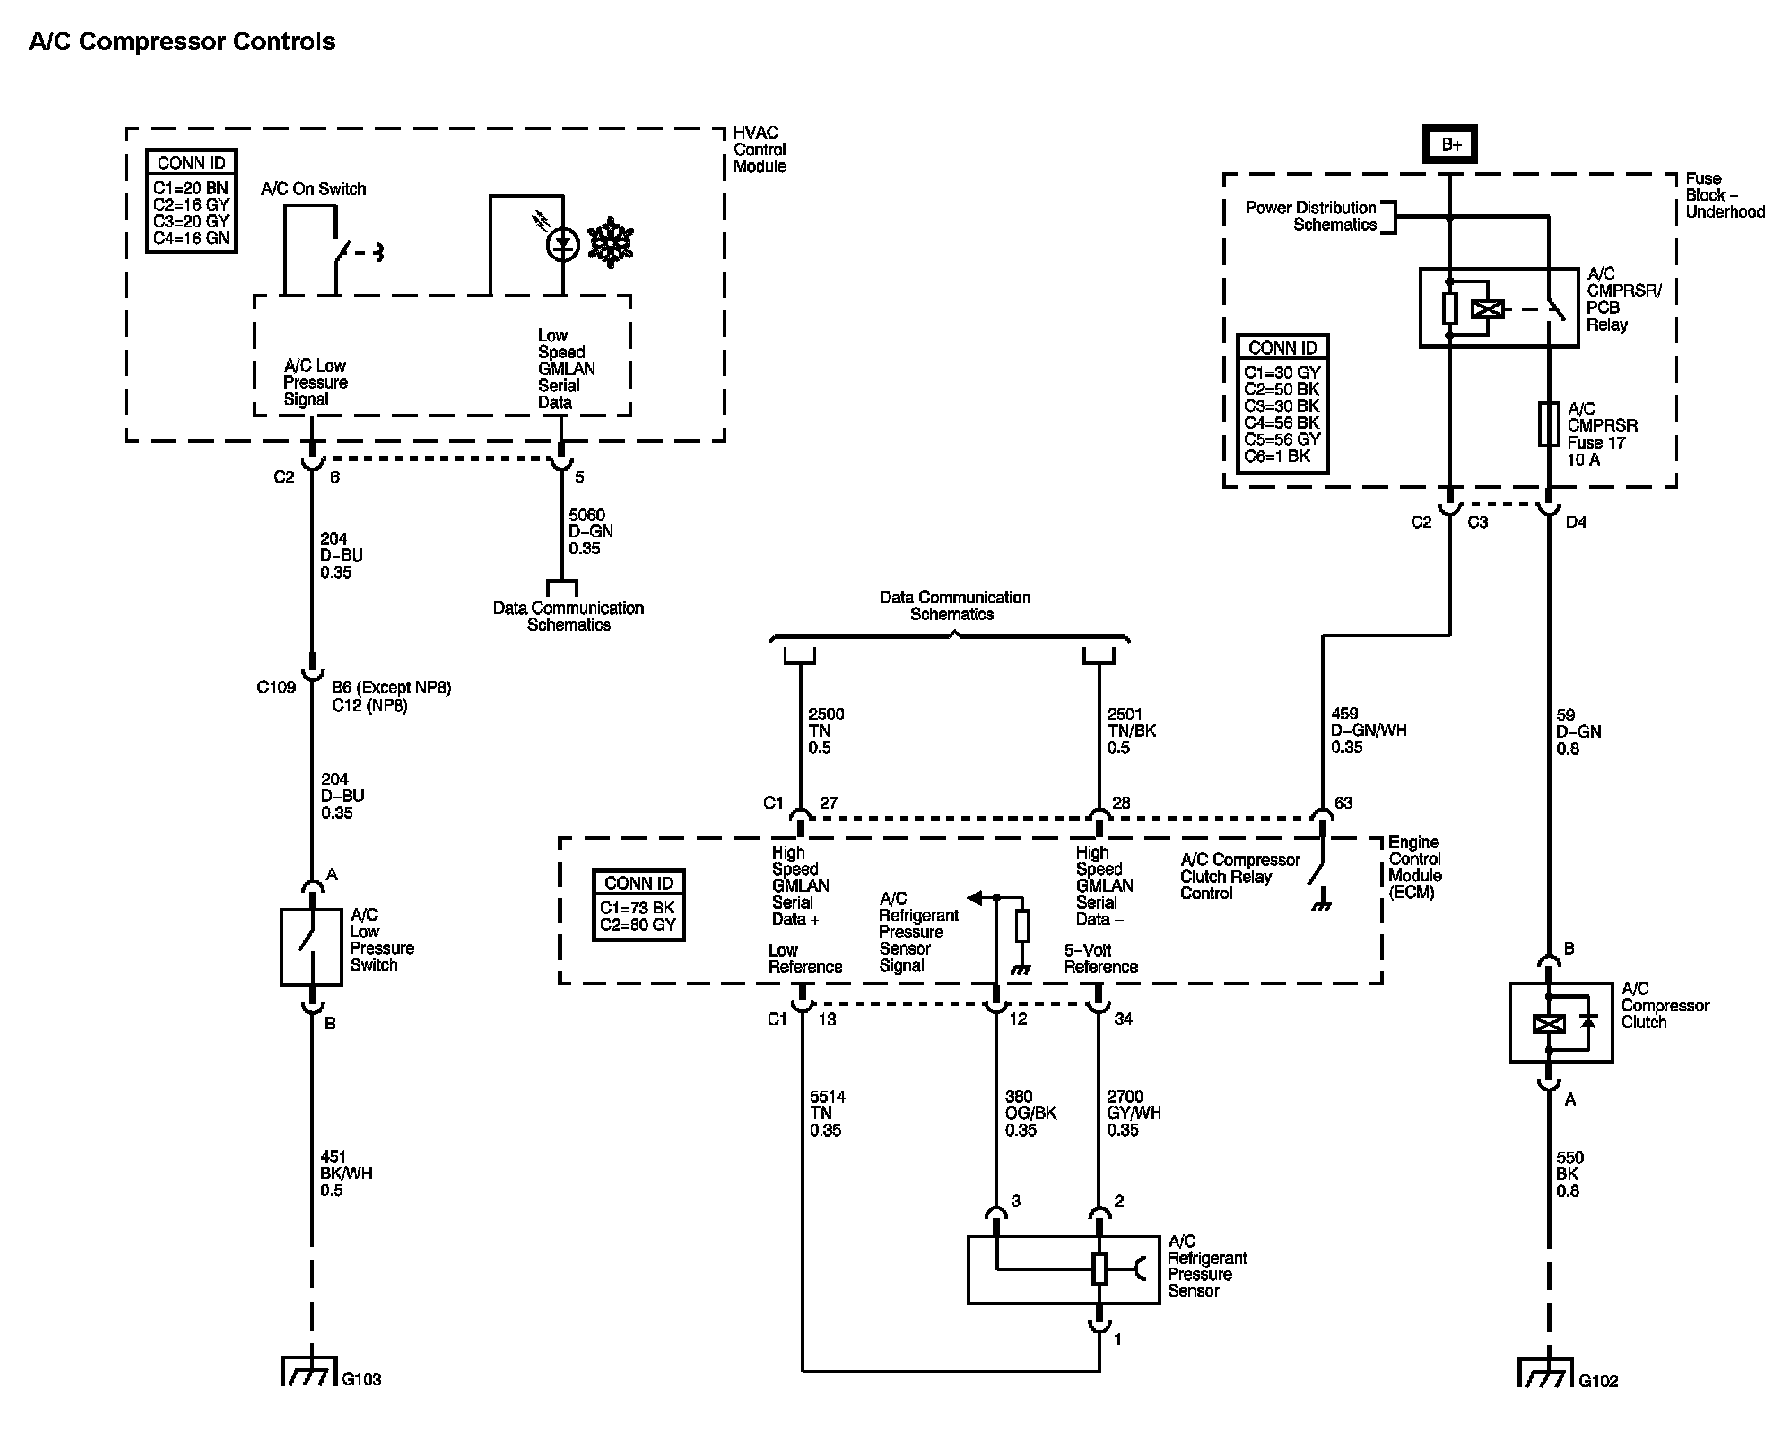 A/C Compressor Controls
HVAC
Control
Module
CONN ID
C1=20 BN
C2=16 GY
C3=20 GY
C4=16 GN
A/C On Switch
A/C Low
Pressure
Signal
Low
Speed
GMLAN
Serial
Data
C2
6
5
204
D-BU
0.35
5060
D-GN
0.35
Data Communication
Schematics
C109
B6 (Except NP8)
C12 (NP8)
204
D-BU
0.35
A
A/C
Low
Pressure
Switch
B
451
BK/WH
0.5
G103
Data Communication
Schematics
2500
TN
0.5
2501
TN/BK
0.5
459
D-GN/WH
0.35
C1
27
28
63
Engine
Control
Module
(ECM)
CONN ID
C1=73 BK
C2=80 GY
High
Speed
GMLAN
Serial
Data +
Low
Reference
A/C
Refrigerant
Pressure
Sensor
Signal
High
Speed
GMLAN
Serial
Data -
5-Volt
Reference
A/C Compressor
Clutch Relay
Control
C1
13
12
34
5514
TN
0.35
380
OG/BK
0.35
2700
GY/WH
0.35
3
2
A/C
Refrigerant
Pressure
Sensor
1
B+
Fuse
Block -
Underhood
Power Distribution
Schematics
A/C
CMPRSR/
PCB
Relay
CONN ID
C1=30 GY
C2=50 BK
C3=30 BK
C4=56 BK
C5=56 GY
C6=1 BK
A/C
CMPRSR
Fuse 17
10 A
C2
C3
D4
59
D-GN
0.8
B
A/C
Compressor
Clutch
A
550
BK
0.8
G102